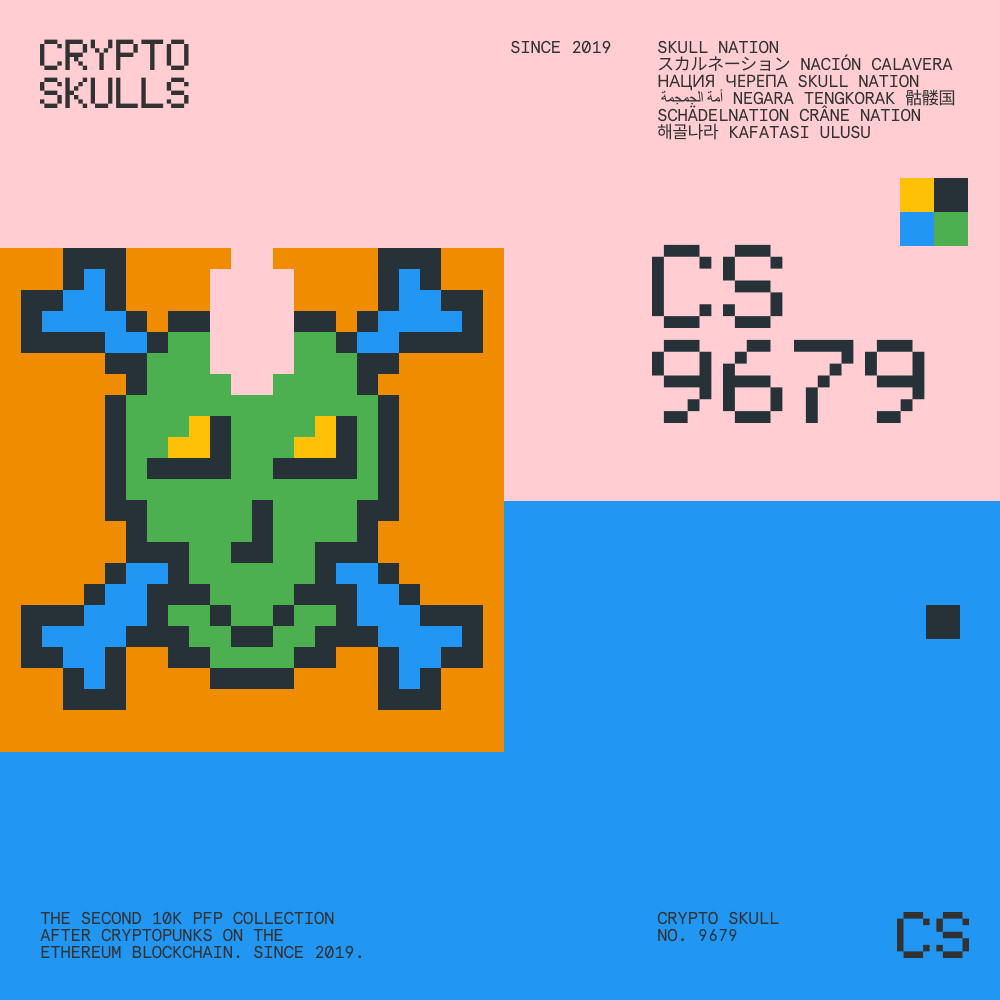 CRYPTO
SKULLS
SINCE 2019
SKULL NATION
スカルネーション NACIÓN CALAVERA
НАЦИЯ ЧЕРЕПА SKULL NATION
أمة الجمجمة NEGARA TENGKORAK 骷髅国
SCHÄDELNATION CRÂNE NATION
해골나라 KAFATASI ULUSU
CS
9679
THE SECOND 10K PFP COLLECTION
AFTER CRYPTOPUNKS ON THE
ETHEREUM BLOCKCHAIN. SINCE 2019.
CRYPTO SKULL
NO. 9679
CS